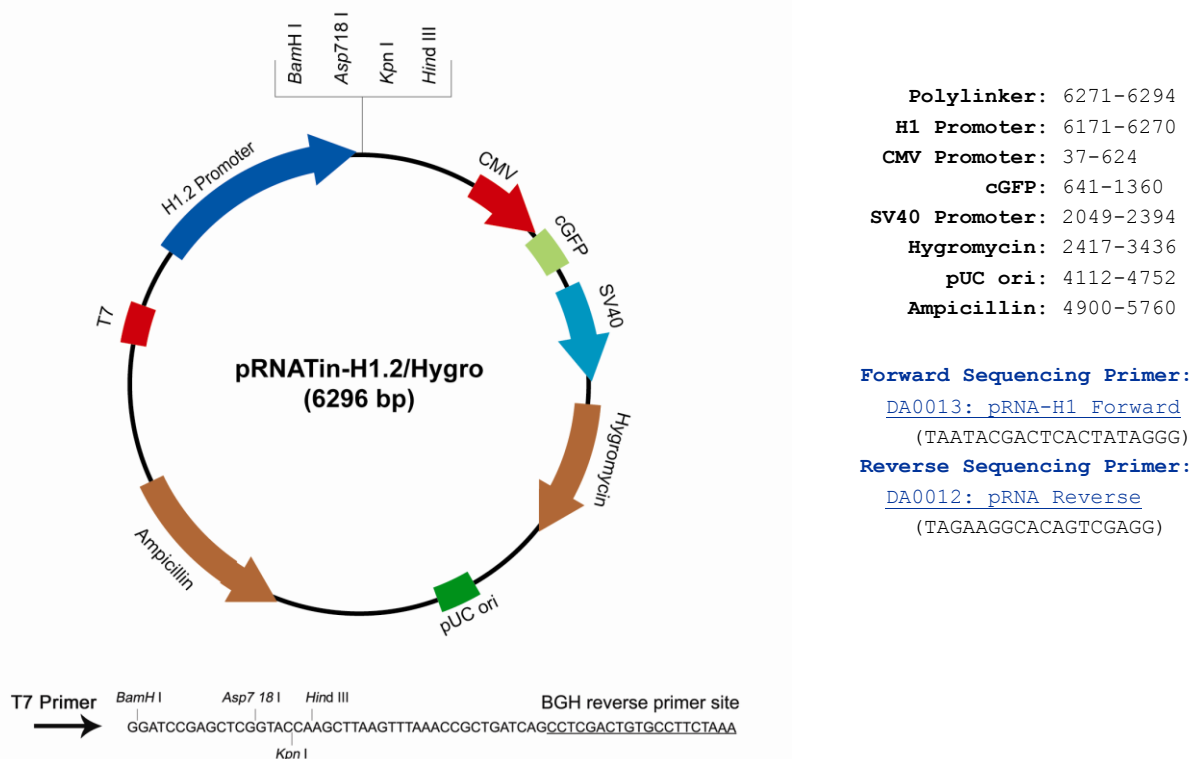 BamH I
Asp718 I
Kpn I
Hind III
H1.2 Promoter
CMV
cGFP
SV40
T7
pRNATin-H1.2/Hygro
(6296 bp)
Hygromycin
Ampicillin
pUC ori
Polylinker: 6271-6294
H1 Promoter: 6171-6270
CMV Promoter: 37-624
cGFP: 641-1360
SV40 Promoter: 2049-2394
Hygromycin: 2417-3436
pUC ori: 4112-4752
Ampicillin: 4900-5760
Forward Sequencing Primer:
DA0013: pRNA-H1 Forward
(TAATACGACTCACTATAGGG)
Reverse Sequencing Primer:
DA0012: pRNA Reverse
(TAGAAGGCACAGTCGAGG)
T7 Primer BamH I Asp7 18 I Hind III BGH reverse primer site
GGATCCGAGCTCGGTACCAAGCTTAAGTTTAAACCGCTGATCAGCCTCGACTGTGCCTTCTAAA
Kpn I